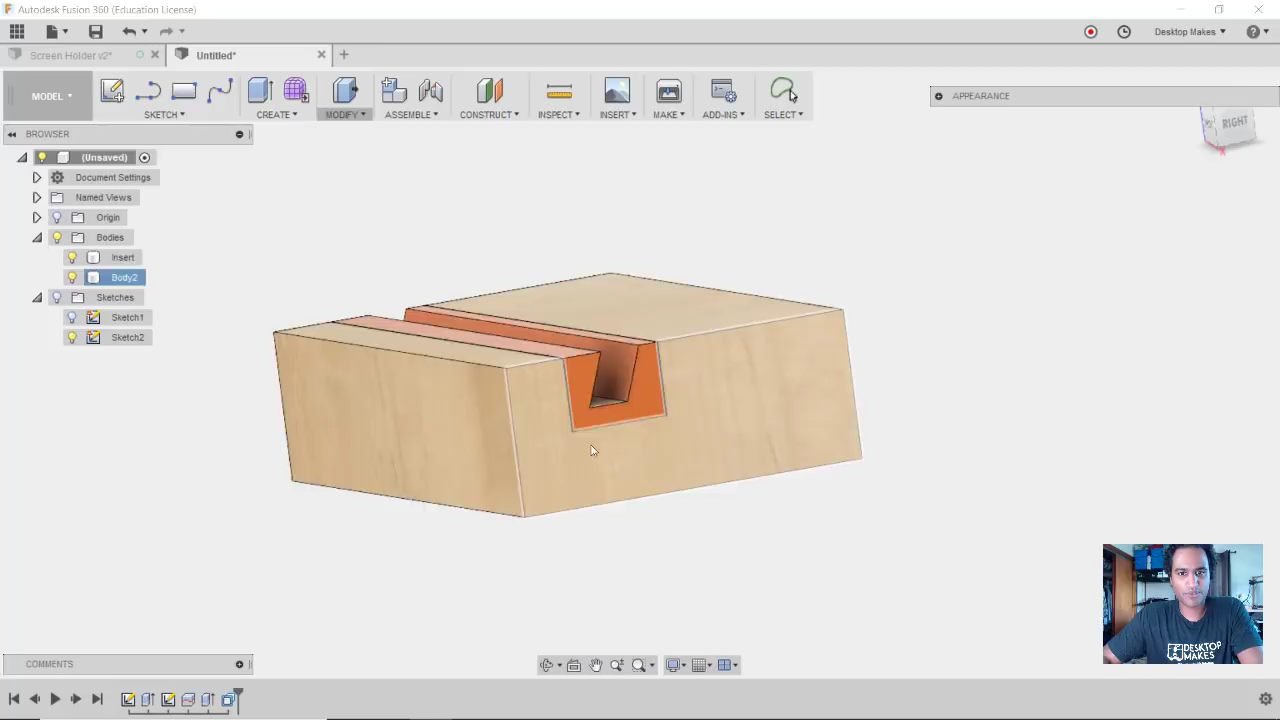 Autodesk Fusion 360 (Education License)
Desktop Makes
Screen Holder v2*
Untitled*
MODEL
SKETCH
CREATE
MODIFY
ASSEMBLE
CONSTRUCT
INSPECT
INSERT
MAKE
ADD-INS
SELECT
APPEARANCE
BROWSER
RIGHT
(Unsaved)
Document Settings
Named Views
Origin
Bodies
Insert
Body2
Sketches
Sketch1
Sketch2
DESKTOP
MAKES
COMMENTS